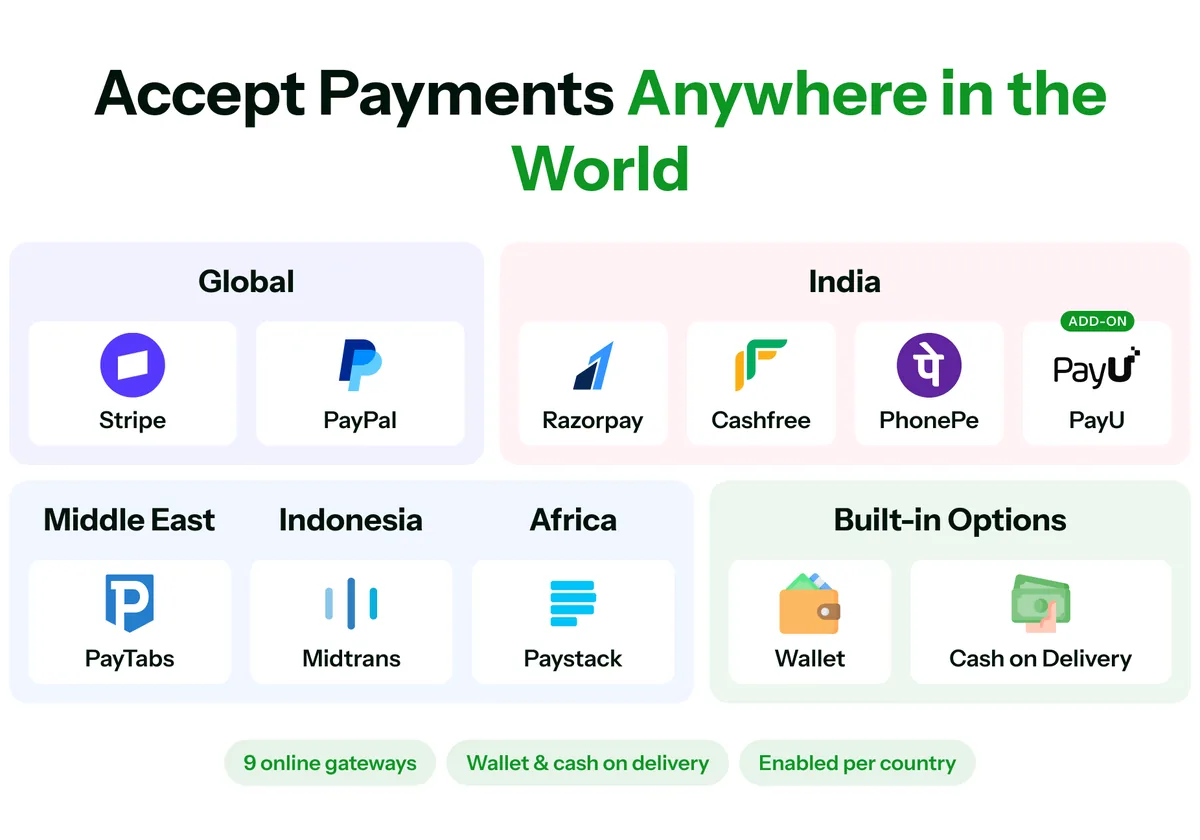 Accept Payments Anywhere in the
World
Global
Stripe
PayPal
India
Razorpay
Cashfree
पे
PhonePe
ADD-ON
PayU
PayU
Middle East
Indonesia
Africa
PayTabs
Midtrans
Paystack
Built-in Options
Wallet
Cash on Delivery
9 online gateways
Wallet & cash on delivery
Enabled per country